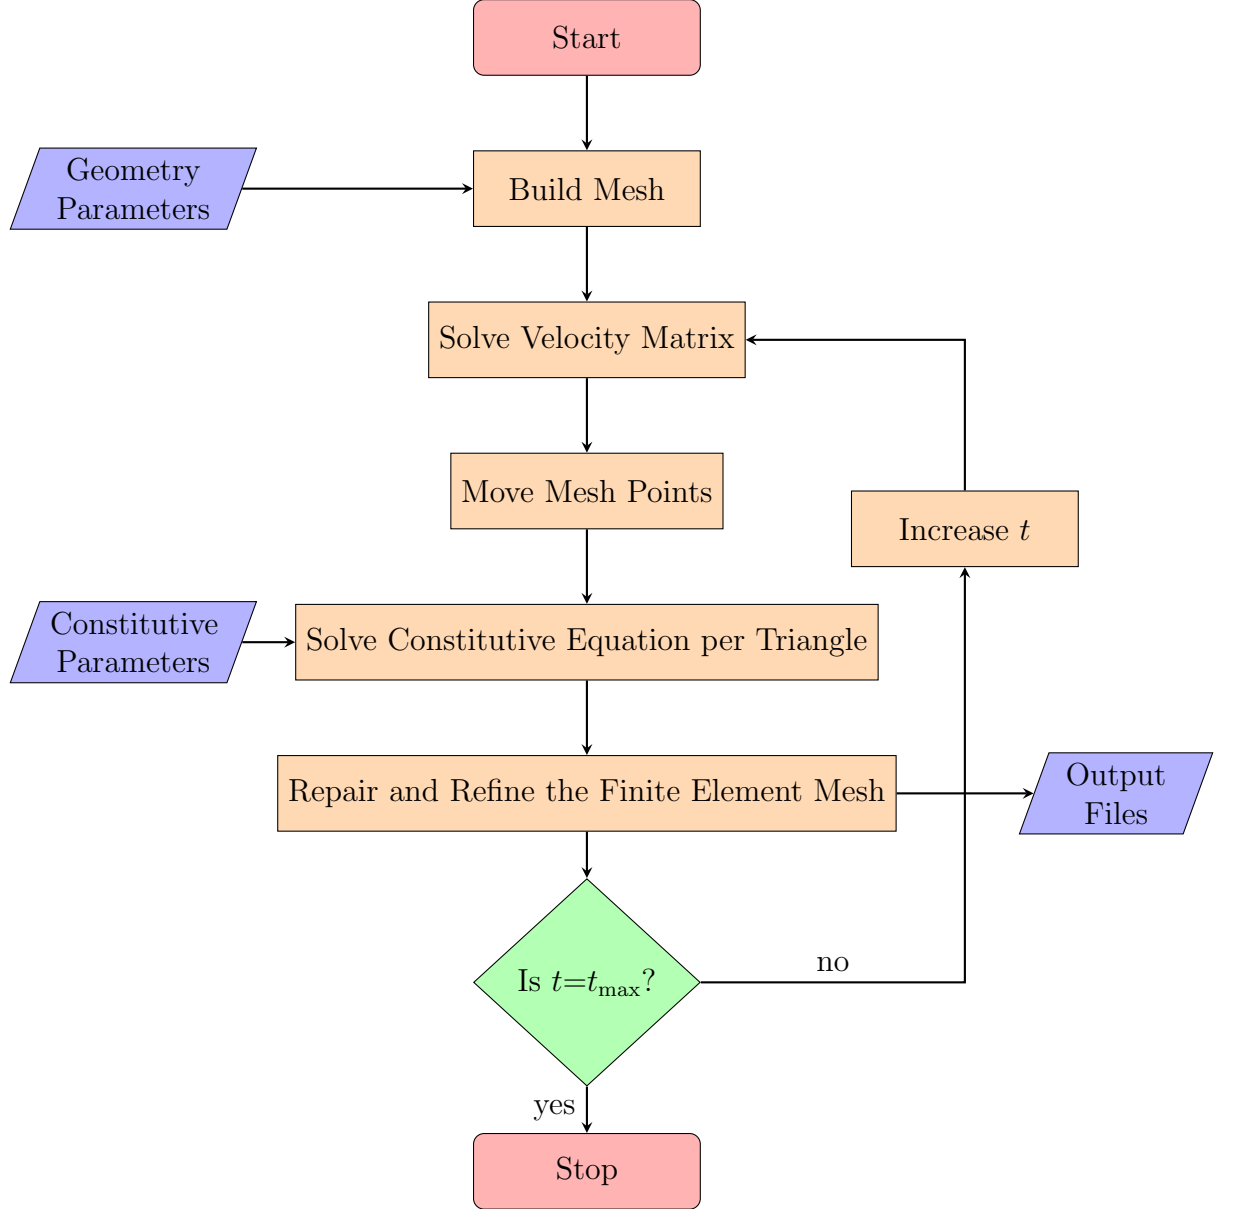 Start
Geometry
Parameters
Build Mesh
Solve Velocity Matrix
Move Mesh Points
Increase t
Constitutive
Parameters
Solve Constitutive Equation per Triangle
Repair and Refine the Finite Element Mesh
Output
Files
Is t=tmax?
no
yes
Stop